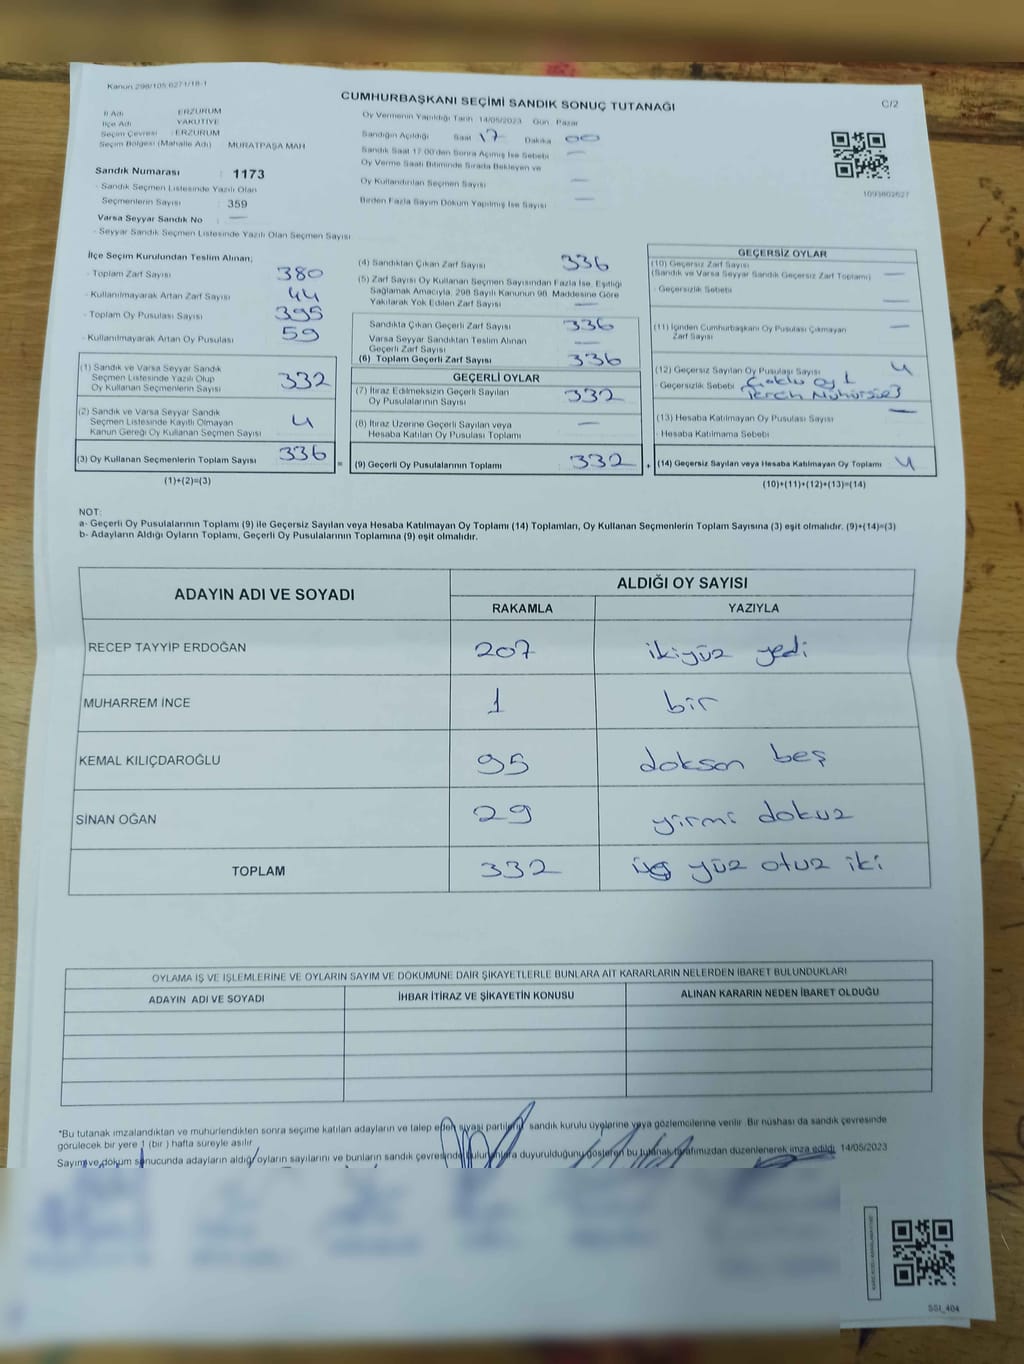 Kanun 298/105 6271/18-1
CUMHURBAŞKANI SEÇİMİ SANDIK SONUÇ TUTANAĞI
C/2
İl Adı : ERZURUM
İlçe Adı : YAKUTİYE
Seçim Çevresi : ERZURUM
Seçim Bölgesi (Mahalle Adı) : MURATPAŞA MAH
Sandık Numarası : 1173
- Sandık Seçmen Listesinde Yazılı Olan
Seçmenlerin Sayısı : 359
Varsa Seyyar Sandık No : —
- Seyyar Sandık Seçmen Listesinde Yazılı Olan Seçmen Sayısı
Oy Vermenin Yapıldığı Tarih 14/05/2023 Gün Pazar
Sandığın Açıldığı Saat 17 Dakika 00
Sandık Saat 17.00'den Sonra Açılmış İse Sebebi —
Oy Verme Saati Bitiminde Sırada Bekleyen ve
Oy Kullandırılan Seçmen Sayısı —
Birden Fazla Sayım Döküm Yapılmış İse Sayısı —
1093802627
İlçe Seçim Kurulundan Teslim Alınan;
- Toplam Zarf Sayısı 380
- Kullanılmayarak Artan Zarf Sayısı 44
- Toplam Oy Pusulası Sayısı 395
- Kullanılmayarak Artan Oy Pusulası 59
(1) Sandık ve Varsa Seyyar Sandık
Seçmen Listesinde Yazılı Olup
Oy Kullanan Seçmenlerin Sayısı 332
(2) Sandık ve Varsa Seyyar Sandık
Seçmen Listesinde Kayıtlı Olmayan
Kanun Gereği Oy Kullanan Seçmen Sayısı 4
(3) Oy Kullanan Seçmenlerin Toplam Sayısı 336
(1)+(2)=(3)
(4) Sandıktan Çıkan Zarf Sayısı 336
(5) Zarf Sayısı Oy Kullanan Seçmen Sayısından Fazla İse, Eşitliği
Sağlamak Amacıyla, 298 Sayılı Kanunun 98. Maddesine Göre
Yakılarak Yok Edilen Zarf Sayısı —
Sandıkta Çıkan Geçerli Zarf Sayısı 336
Varsa Seyyar Sandıktan Teslim Alınan
Geçerli Zarf Sayısı —
(6) Toplam Geçerli Zarf Sayısı 336
GEÇERLİ OYLAR
(7) İtiraz Edilmeksizin Geçerli Sayılan
Oy Pusulalarının Sayısı 332
(8) İtiraz Üzerine Geçerli Sayılan veya
Hesaba Katılan Oy Pusulası Toplamı —
= (9) Geçerli Oy Pusulalarının Toplamı 332
GEÇERSİZ OYLAR
(10) Geçersiz Zarf Sayısı
(Sandık ve Varsa Seyyar Sandık Geçersiz Zarf Toplamı) —
- Geçersizlik Sebebi —
(11) İçinden Cumhurbaşkanı Oy Pusulası Çıkmayan
Zarf Sayısı —
(12) Geçersiz Sayılan Oy Pusulası Sayısı 4
- Geçersizlik Sebebi Çoklu oy 1
Tercih Mühürsüz 3
(13) Hesaba Katılmayan Oy Pusulası Sayısı —
- Hesaba Katılmama Sebebi
+ (14) Geçersiz Sayılan veya Hesaba Katılmayan Oy Toplamı 4
(10)+(11)+(12)+(13)=(14)
NOT:
a- Geçerli Oy Pusulalarının Toplamı (9) ile Geçersiz Sayılan veya Hesaba Katılmayan Oy Toplamı (14) Toplamları, Oy Kullanan Seçmenlerin Toplam Sayısına (3) eşit olmalıdır. (9)+(14)=(3)
b- Adayların Aldığı Oyların Toplamı, Geçerli Oy Pusulalarının Toplamına (9) eşit olmalıdır.
ADAYIN ADI VE SOYADI ALDIĞI OY SAYISI
RAKAMLA YAZIYLA
RECEP TAYYİP ERDOĞAN 207 ikiyüz yedi
MUHARREM İNCE 1 bir
KEMAL KILIÇDAROĞLU 95 doksan beş
SİNAN OĞAN 29 yirmi dokuz
TOPLAM 332 üç yüz otuz iki
OYLAMA İŞ VE İŞLEMLERİNE VE OYLARIN SAYIM VE DÖKÜMÜNE DAİR ŞİKAYETLERLE BUNLARA AİT KARARLARIN NELERDEN İBARET BULUNDUKLARI
ADAYIN ADI VE SOYADI İHBAR İTİRAZ VE ŞİKAYETİN KONUSU ALINAN KARARIN NEDEN İBARET OLDUĞU
*Bu tutanak imzalandıktan ve mühürlendikten sonra seçime katılan adayların ve talep eden siyasi partilerin sandık kurulu üyelerine veya gözlemcilerine verilir. Bir nüshası da sandık çevresinde
görülecek bir yere 1 (bir) hafta süreyle asılır.
Sayım ve döküm sonucunda adayların aldığı oyların sayılarını ve bunların sandık çevresinde bulunanlara duyurulduğunu gösteren bu tutanak tarafımızdan düzenlenerek imza edildi. 14/05/2023
SSI_404